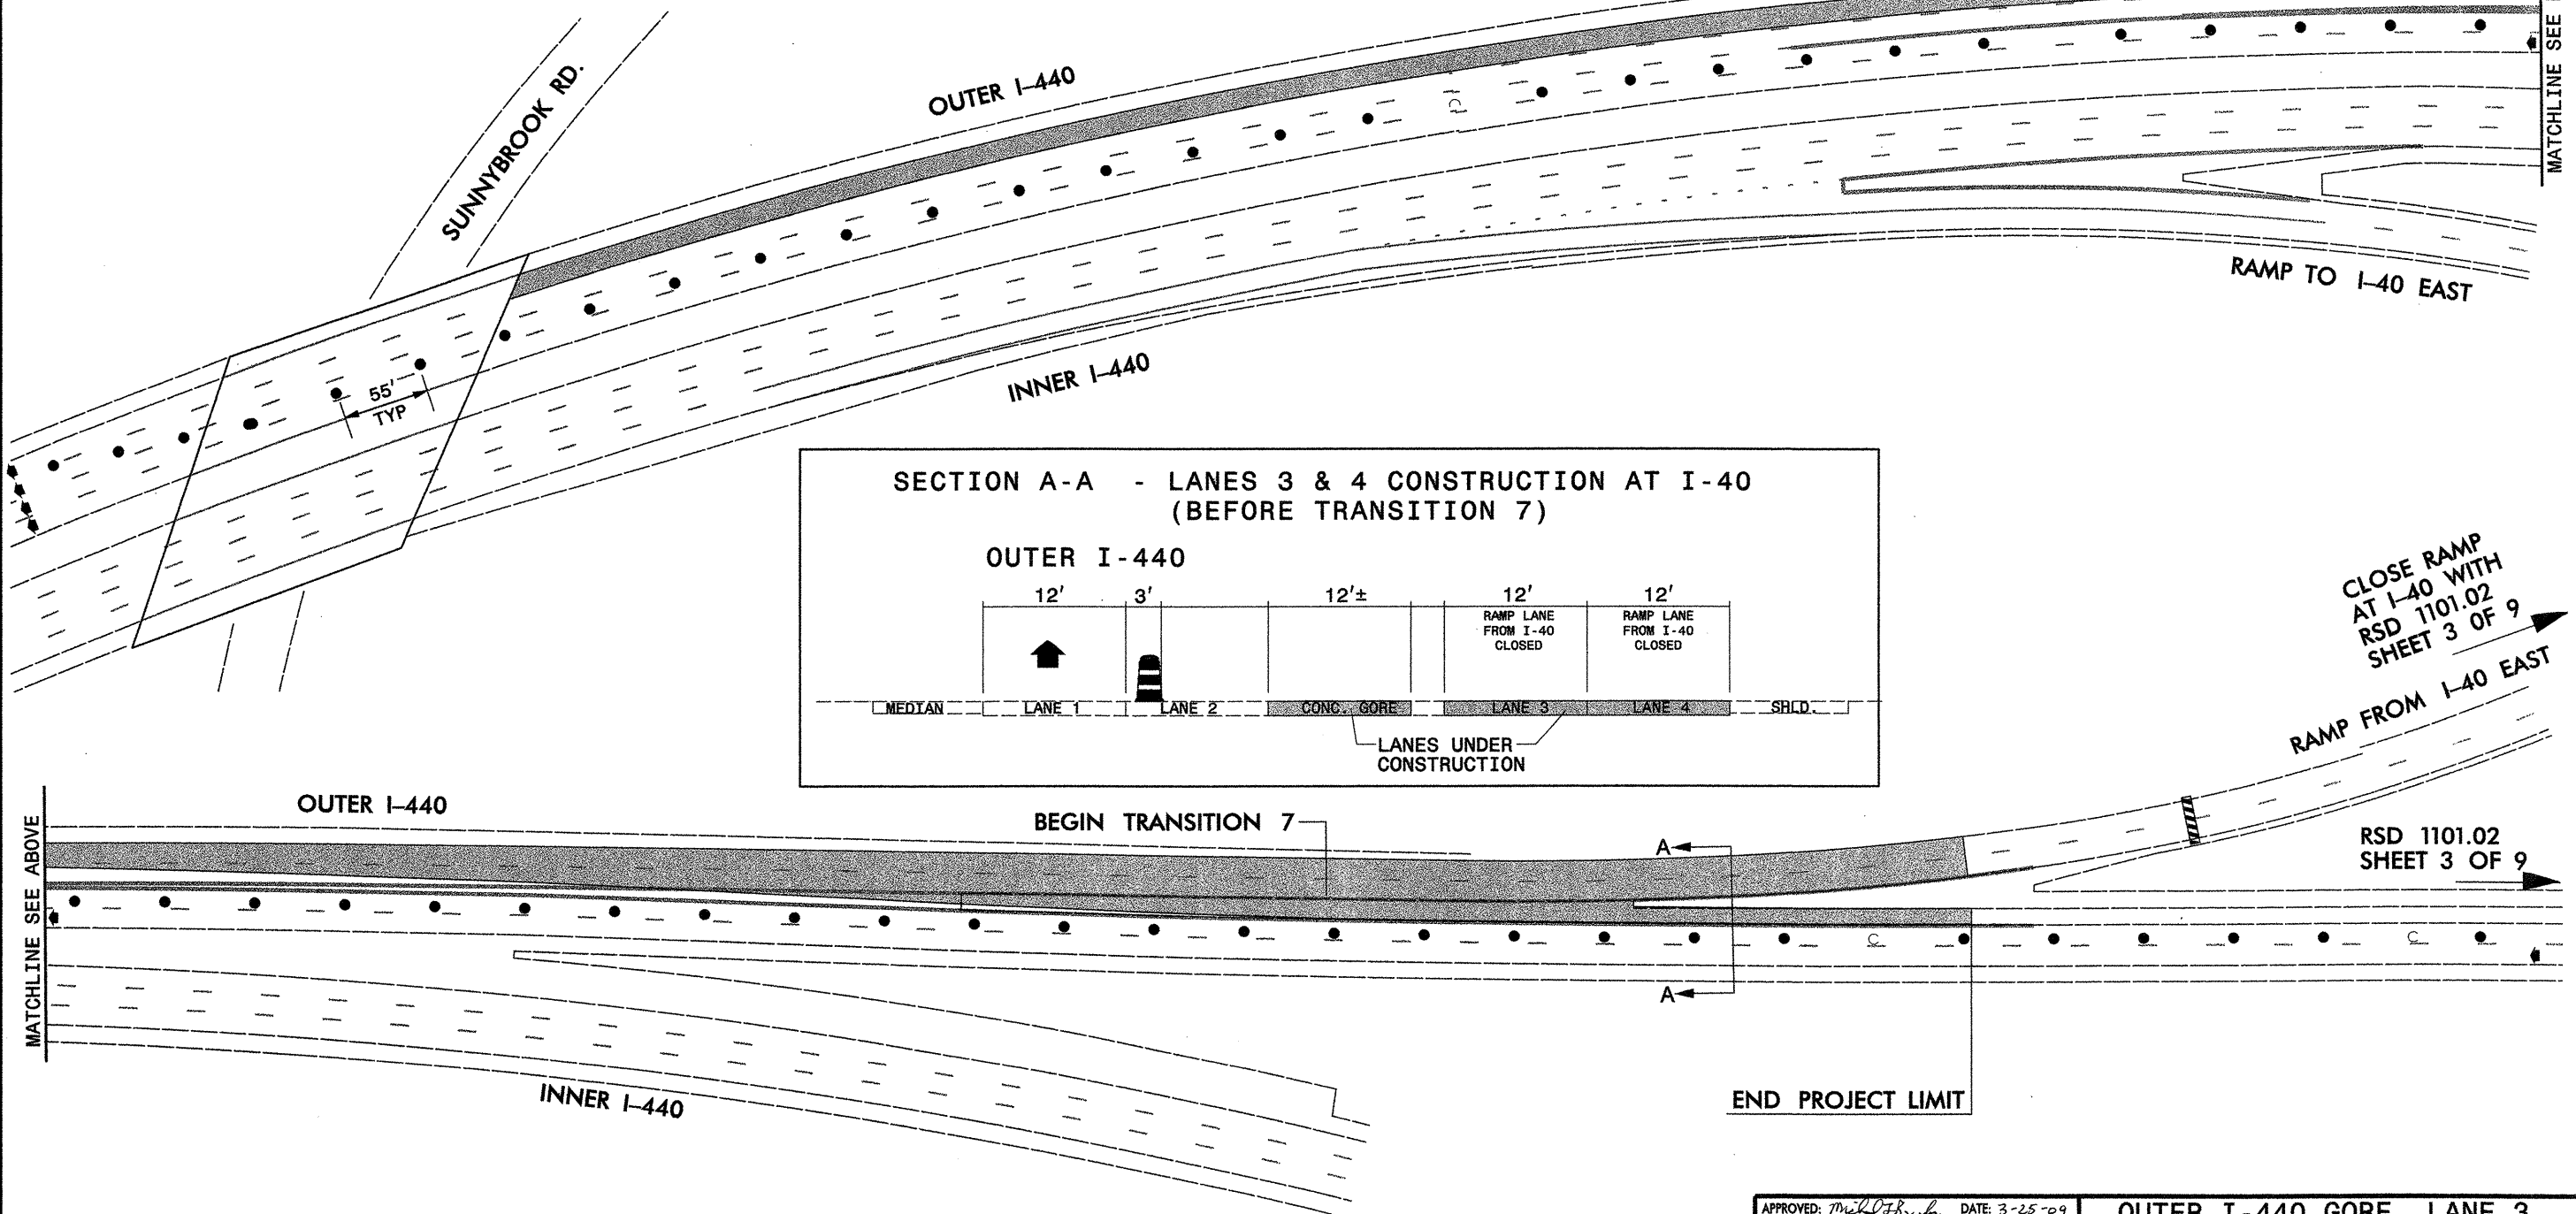 SUNNYBROOK RD.
OUTER I-440
MATCHLINE SEE
RAMP TO I-40 EAST
55'
TYP
INNER I-440
SECTION A-A - LANES 3 & 4 CONSTRUCTION AT I-40
(BEFORE TRANSITION 7)
OUTER I-440
12' 3' 12'± 12' 12'
RAMP LANE
FROM I-40
CLOSED
RAMP LANE
FROM I-40
CLOSED
MEDIAN LANE 1 LANE 2 CONC. GORE LANE 3 LANE 4 SHLD.
LANES UNDER
CONSTRUCTION
CLOSE RAMP
AT I-40 WITH
RSD 1101.02
SHEET 3 OF 9
RAMP FROM I-40 EAST
MATCHLINE SEE ABOVE
OUTER I-440
BEGIN TRANSITION 7
A
RSD 1101.02
SHEET 3 OF 9
A
INNER I-440
END PROJECT LIMIT
APPROVED: DATE: 3-25-09
OUTER I-440 GORE, LANE 3